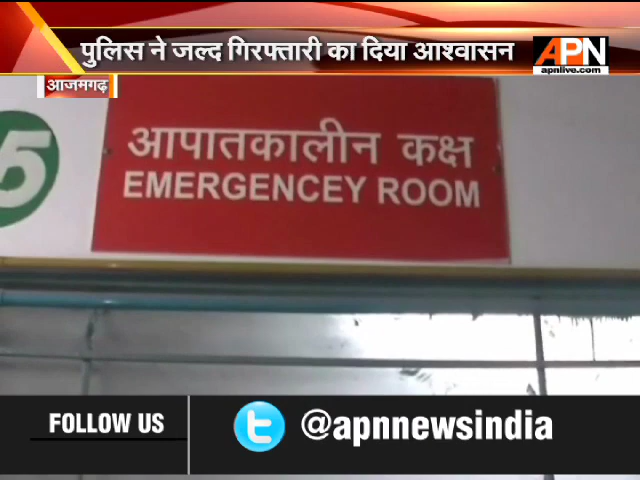 पुलिस ने जल्द गिरफ्तारी का दिया आश्वासन
APN
apnlive.com
आजमगढ़
5
आपातकालीन कक्ष
EMERGENCEY ROOM
FOLLOW US
@apnnewsindia